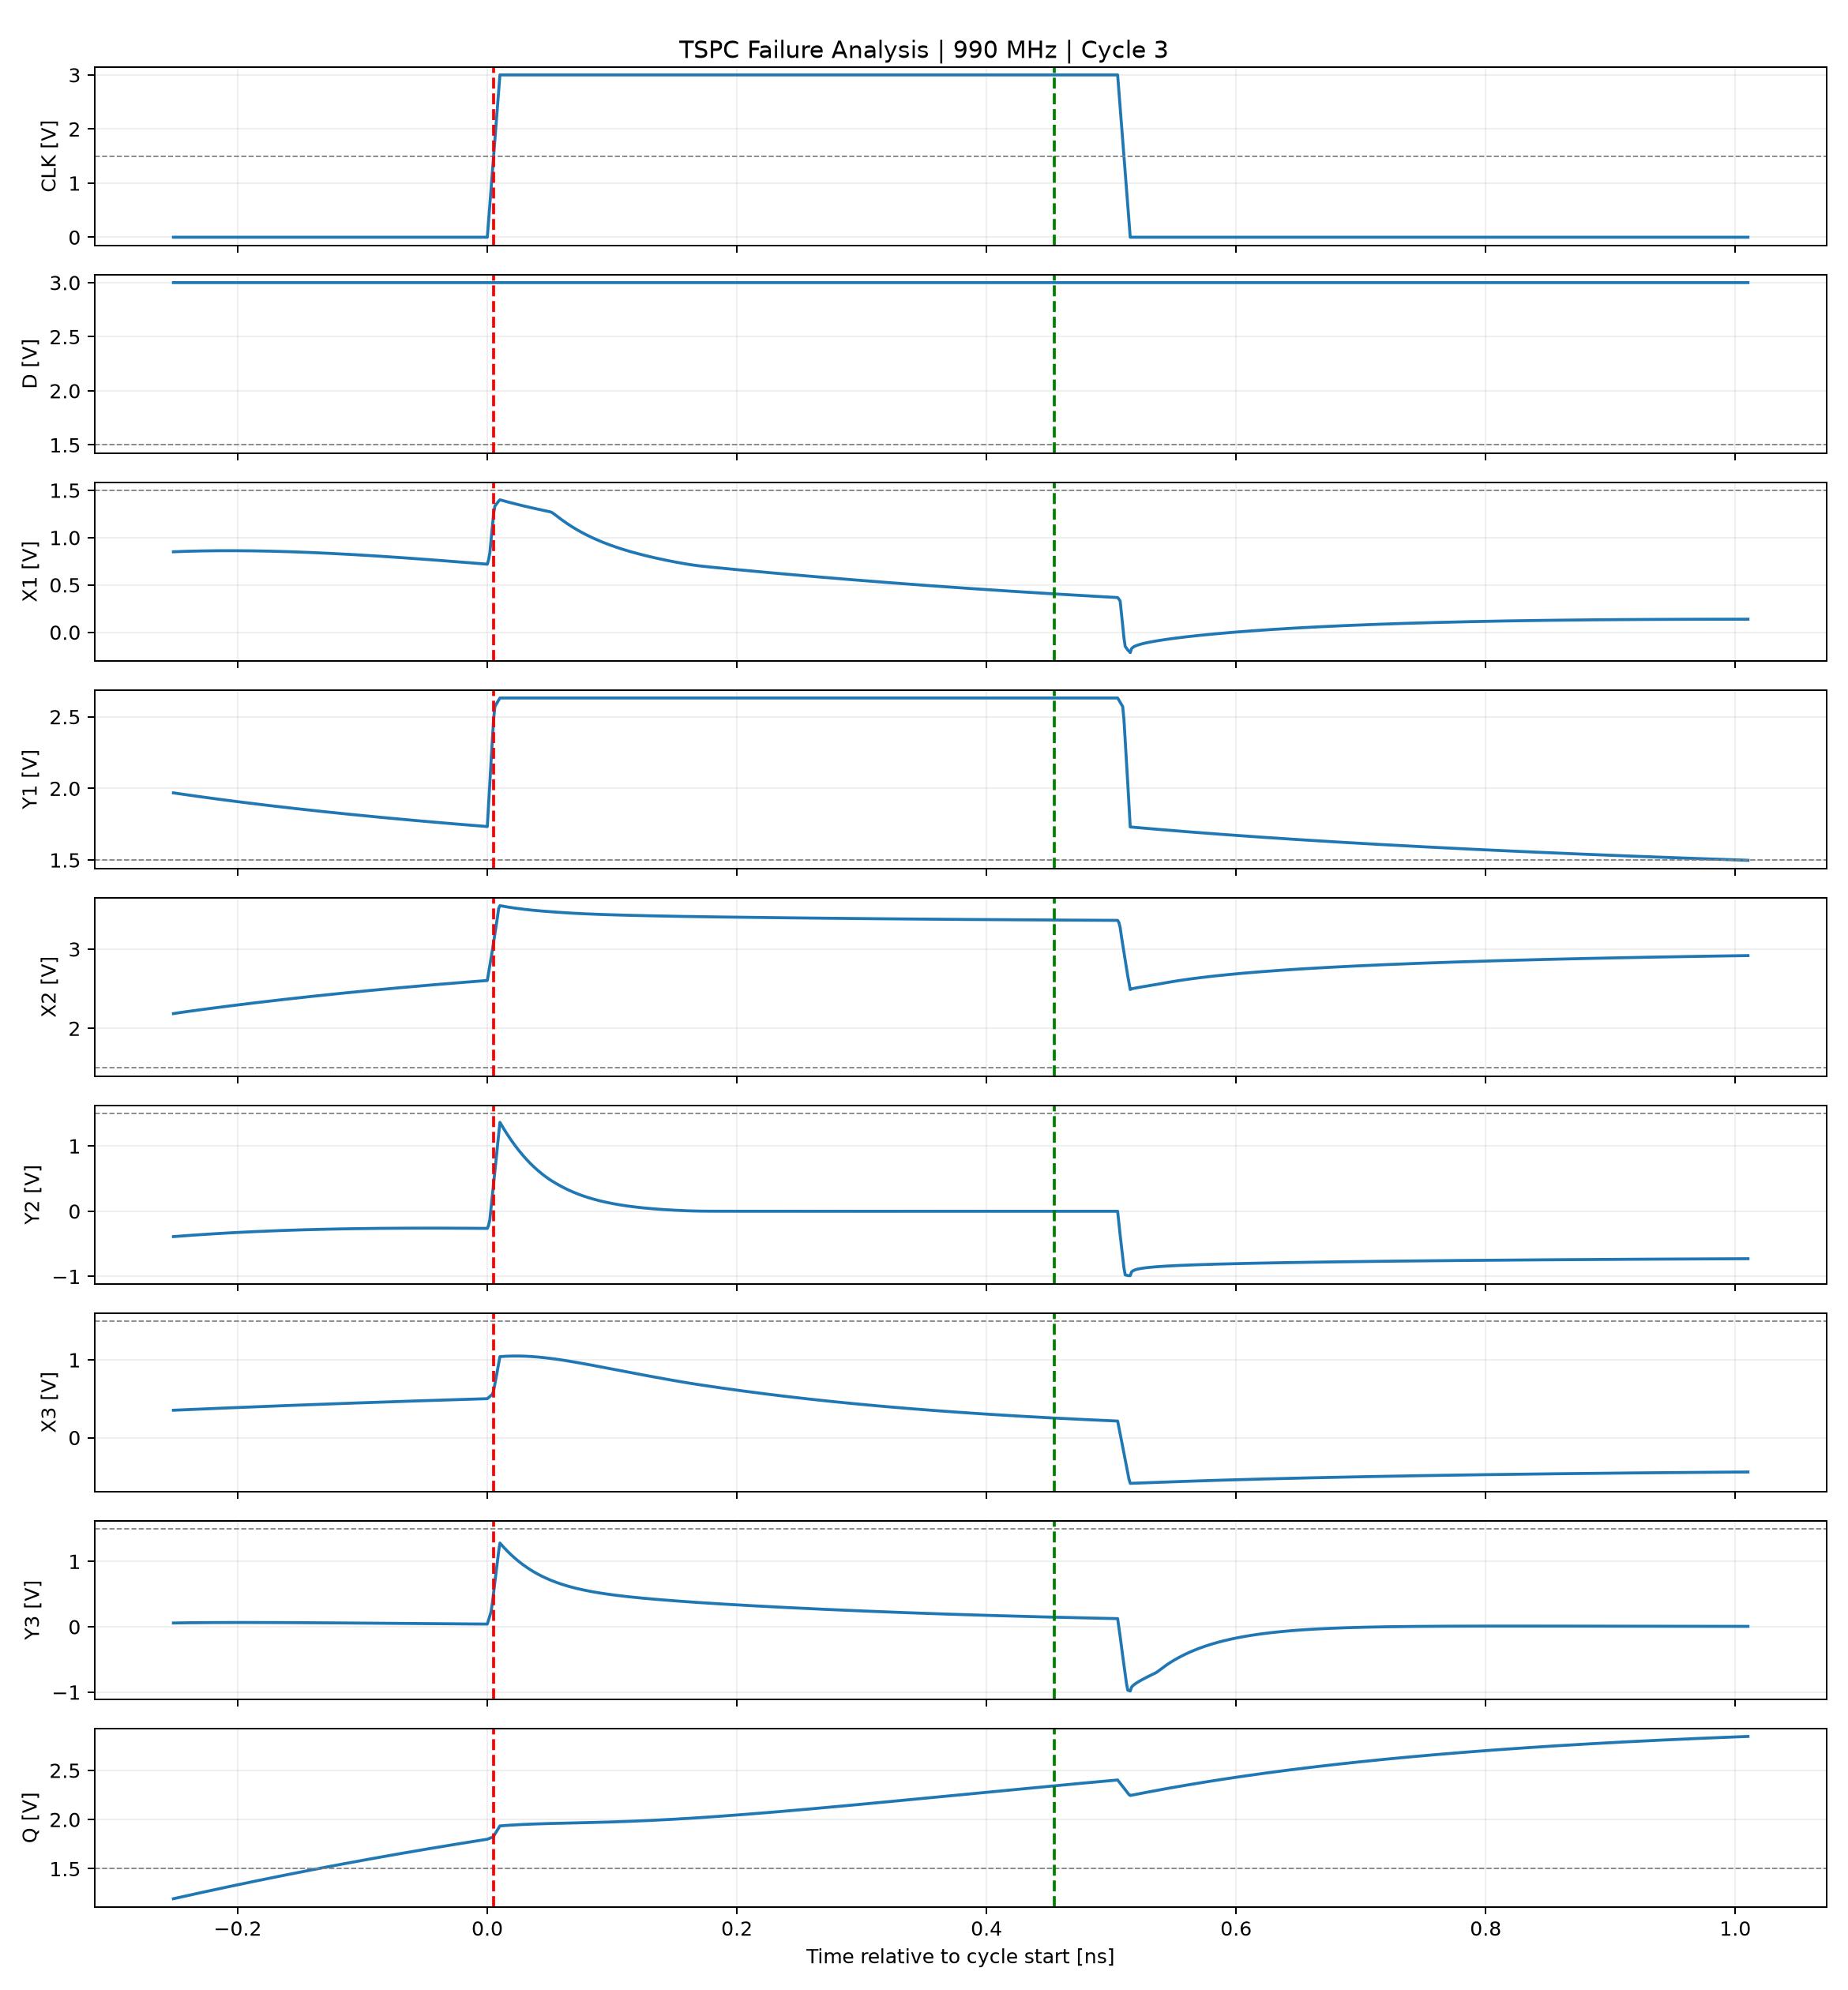 TSPC Failure Analysis | 990 MHz | Cycle 3
CLK [V]
3
2
1
0
D [V]
3.0
2.5
2.0
1.5
X1 [V]
1.5
1.0
0.5
0.0
Y1 [V]
2.5
2.0
1.5
X2 [V]
3
2
Y2 [V]
1
0
−1
X3 [V]
1
0
Y3 [V]
1
0
−1
Q [V]
2.5
2.0
1.5
−0.2 0.0 0.2 0.4 0.6 0.8 1.0
Time relative to cycle start [ns]